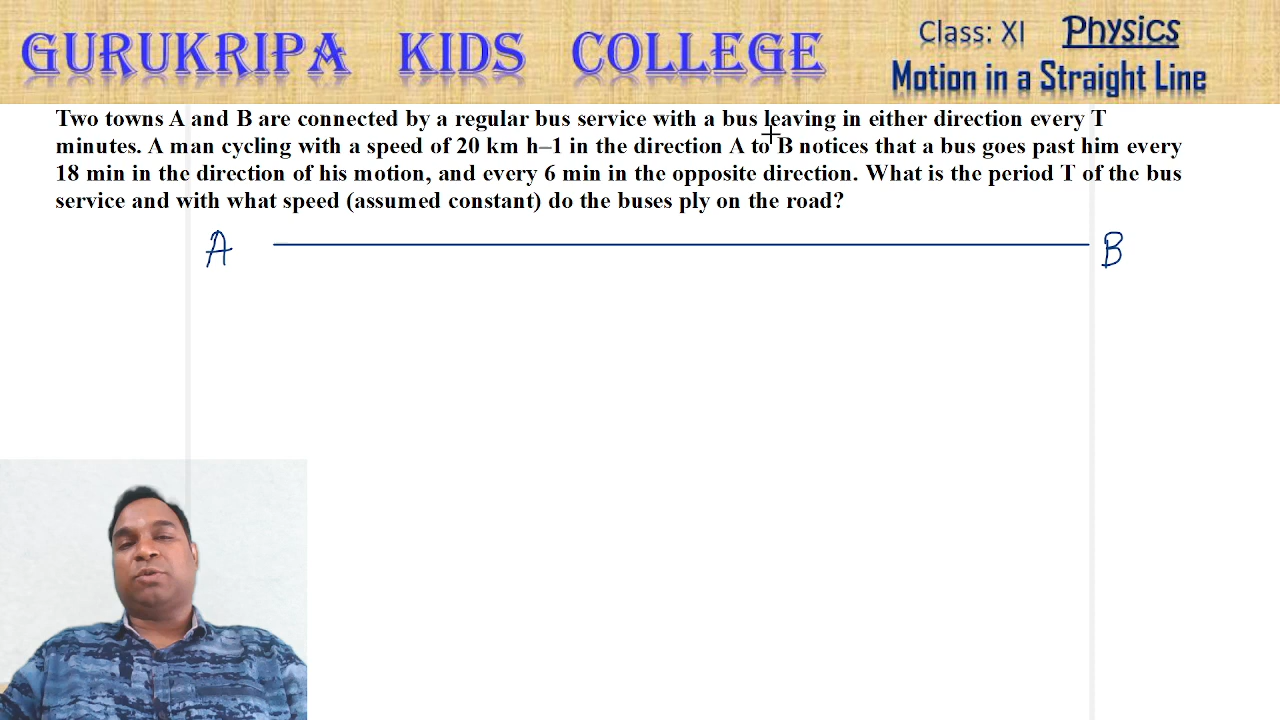 GURUKRIPA KIDS COLLEGE
Class: XI Physics
Motion in a Straight Line
Two towns A and B are connected by a regular bus service with a bus leaving in either direction every T
minutes. A man cycling with a speed of 20 km h–1 in the direction A to B notices that a bus goes past him every
18 min in the direction of his motion, and every 6 min in the opposite direction. What is the period T of the bus
service and with what speed (assumed constant) do the buses ply on the road?
A B